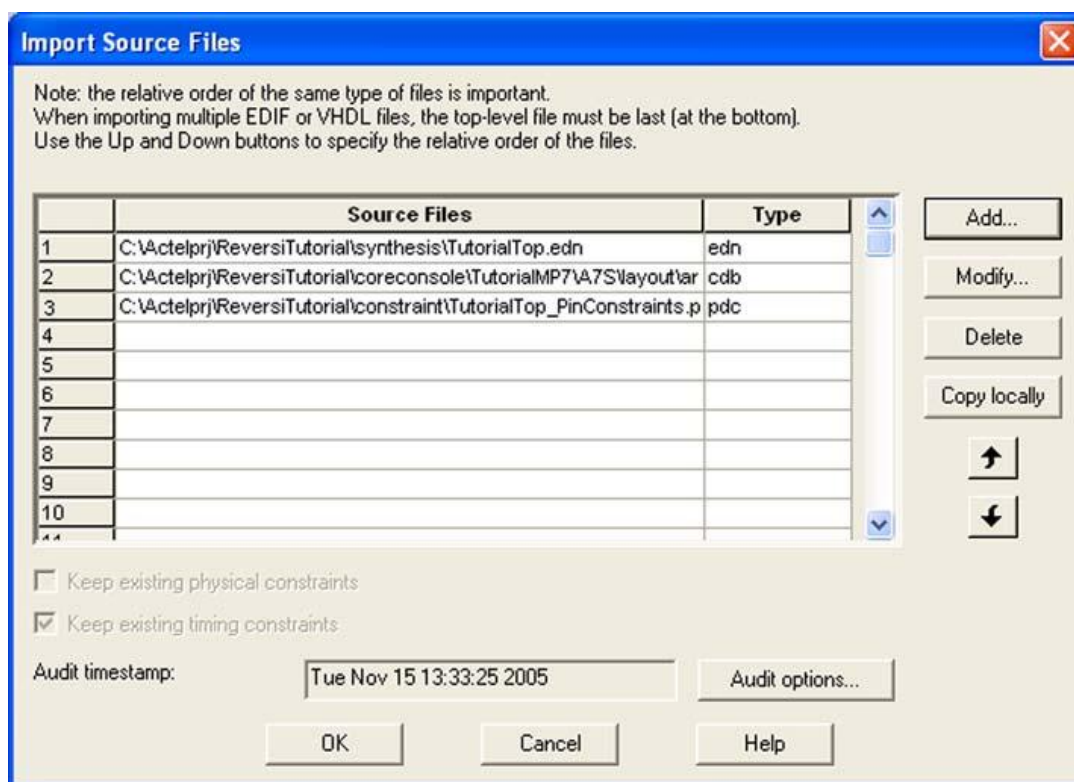 Import Source Files
Note: the relative order of the same type of files is important.
When importing multiple EDIF or VHDL files, the top-level file must be last (at the bottom).
Use the Up and Down buttons to specify the relative order of the files.
Source Files Type
1 C:\Actelprj\ReversiTutorial\synthesis\TutorialTop.edn edn
2 C:\Actelprj\ReversiTutorial\coreconsole\TutorialMP7\A7S\layout\ar cdb
3 C:\Actelprj\ReversiTutorial\constraint\TutorialTop_PinConstraints.p pdc
4
5
6
7
8
9
10
Add...
Modify...
Delete
Copy locally
Keep existing physical constraints
Keep existing timing constraints
Audit timestamp: Tue Nov 15 13:33:25 2005 Audit options...
OK Cancel Help